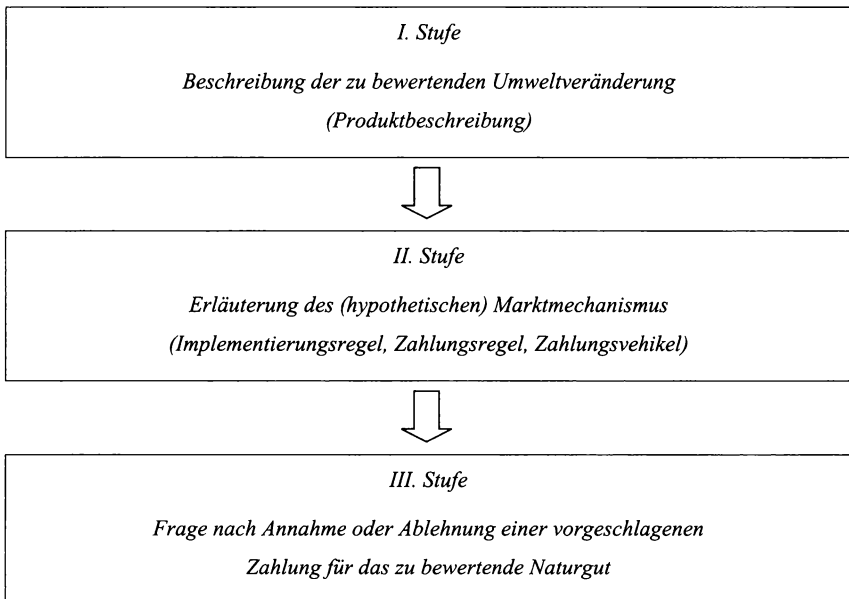 I. Stufe
Beschreibung der zu bewertenden Umweltveränderung
(Produktbeschreibung)
II. Stufe
Erläuterung des (hypothetischen) Marktmechanismus
(Implementierungsregel, Zahlungsregel, Zahlungsvehikel)
III. Stufe
Frage nach Annahme oder Ablehnung einer vorgeschlagenen
Zahlung für das zu bewertende Naturgut